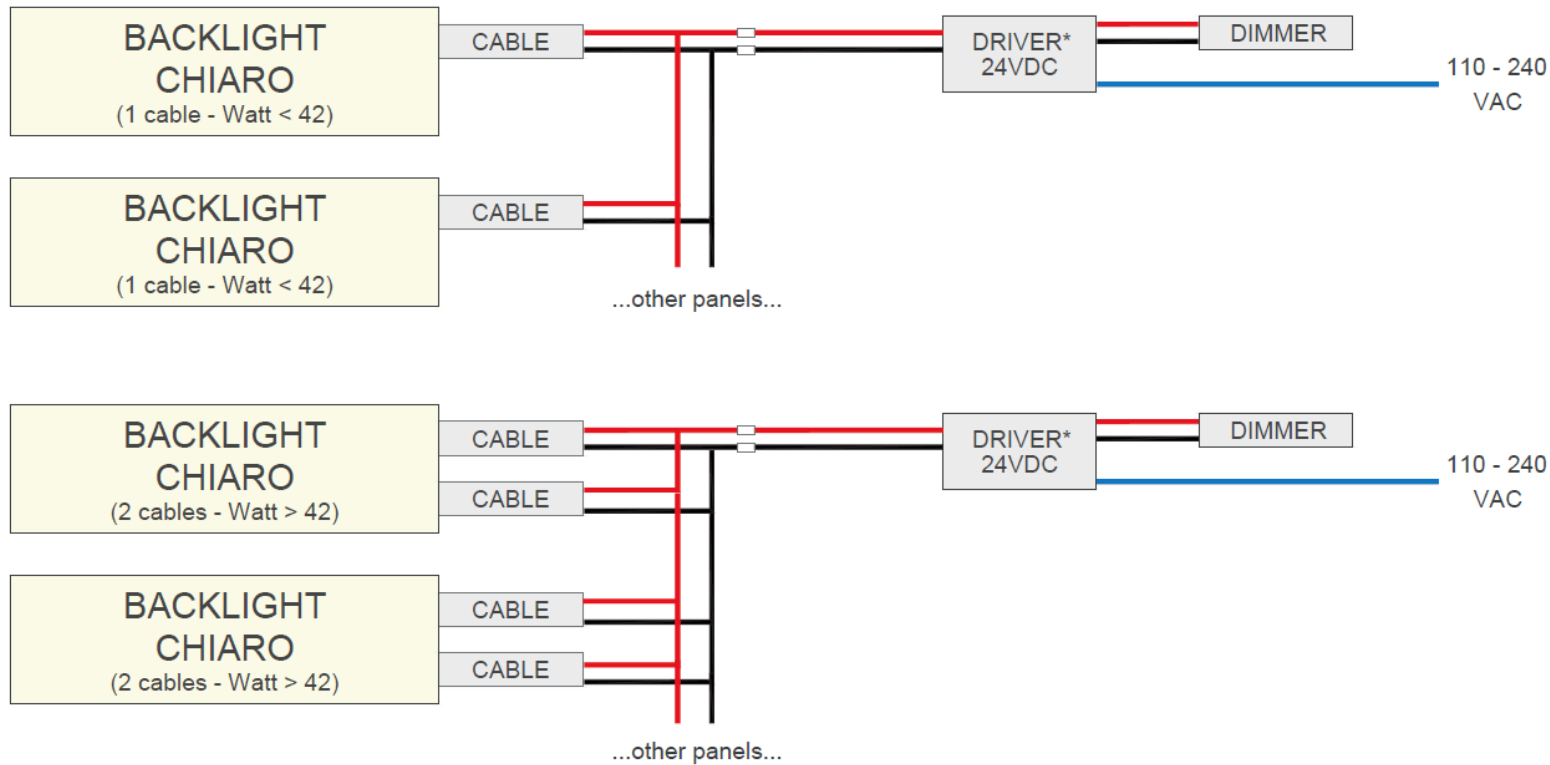 BACKLIGHT
CHIARO
(1 cable - Watt < 42)
CABLE
DRIVER*
24VDC
DIMMER
110 - 240
VAC
BACKLIGHT
CHIARO
(1 cable - Watt < 42)
CABLE
...other panels...
BACKLIGHT
CHIARO
(2 cables - Watt > 42)
CABLE
CABLE
DRIVER*
24VDC
DIMMER
110 - 240
VAC
BACKLIGHT
CHIARO
(2 cables - Watt > 42)
CABLE
CABLE
...other panels...